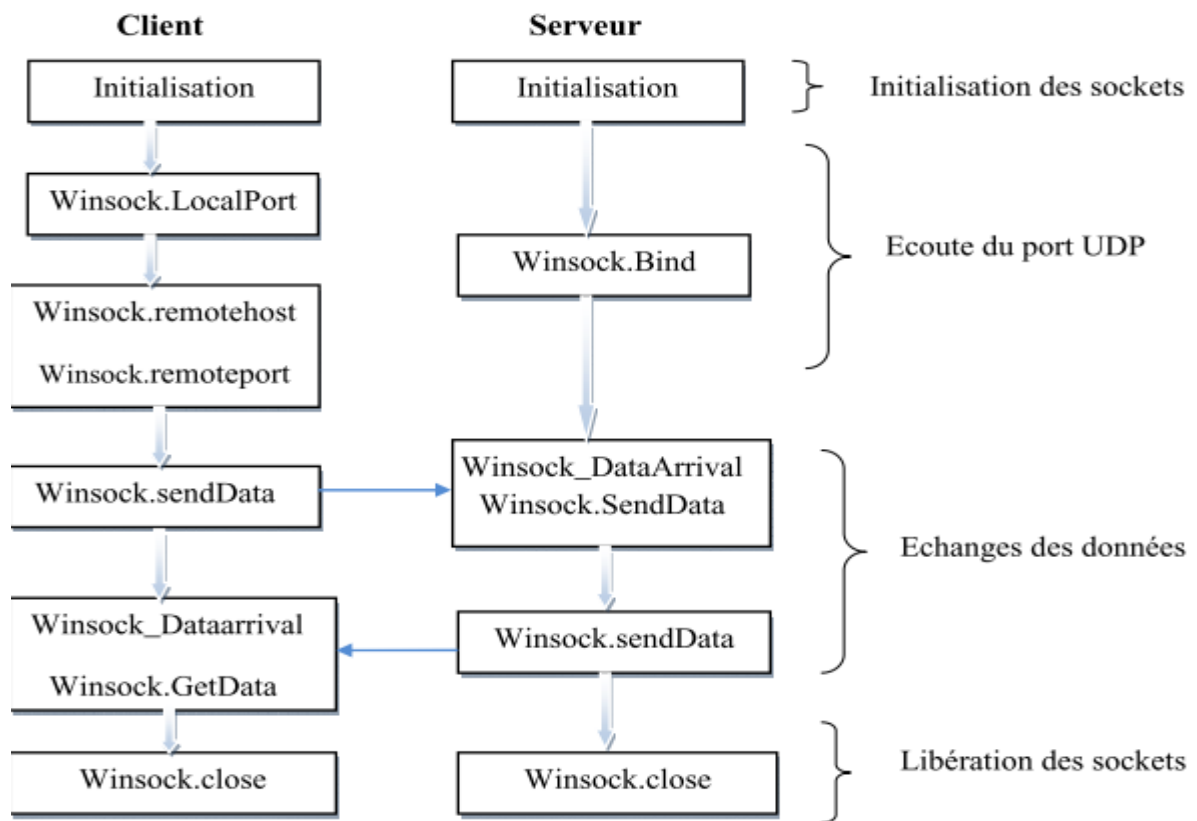 Client
Serveur
Initialisation
Initialisation
Initialisation des sockets
Winsock.LocalPort
Winsock.Bind
Ecoute du port UDP
Winsock.remotehost
Winsock.remoteport
Winsock.sendData
Winsock_DataArrival
Winsock.SendData
Echanges des données
Winsock_Dataarrival
Winsock.GetData
Winsock.sendData
Winsock.close
Winsock.close
Libération des sockets